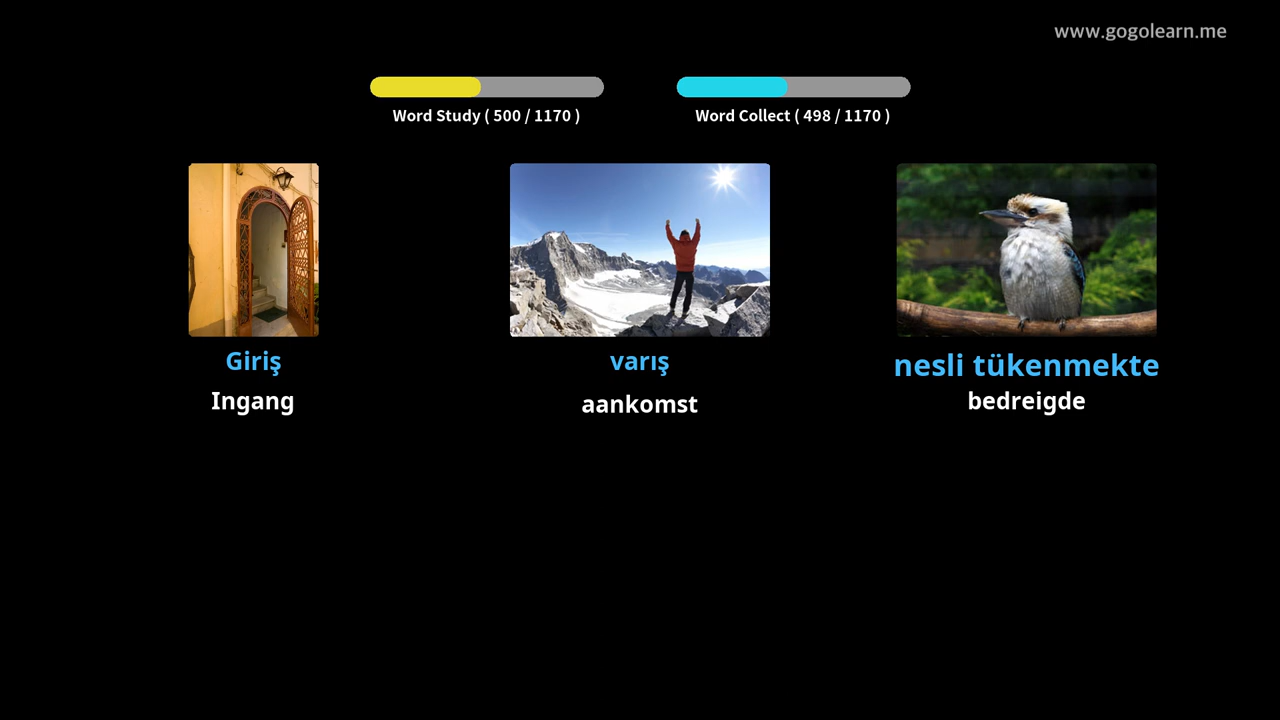 www.gogolearn.me
Word Study ( 500 / 1170 )
Word Collect ( 498 / 1170 )
Giriş
Ingang
varış
aankomst
nesli tükenmekte
bedreigde